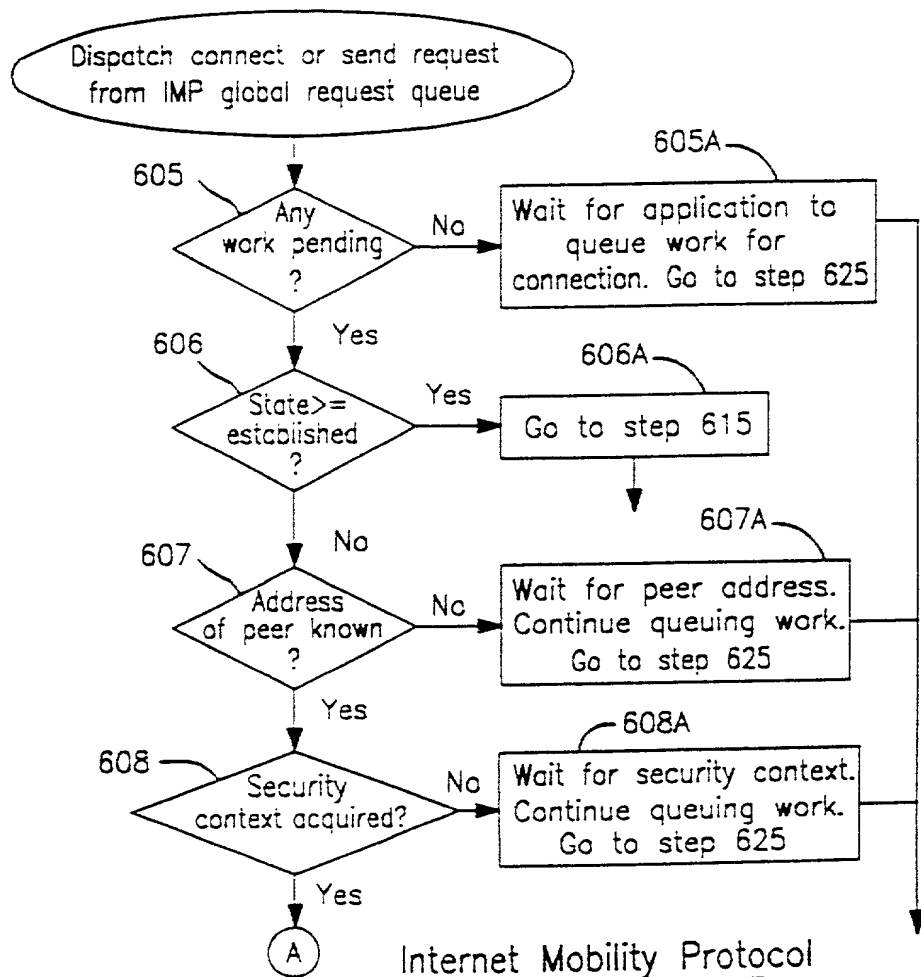 Dispatch connect or send request
from IMP global request queue
605
Any
work pending
?
No
605A
Wait for application to
queue work for
connection. Go to step 625
Yes
606
State>=
established
?
Yes
606A
Go to step 615
No
607
Address
of peer known
?
No
607A
Wait for peer address.
Continue queuing work.
Go to step 625
Yes
608
Security
context acquired?
No
608A
Wait for security context.
Continue queuing work.
Go to step 625
Yes
A
Internet Mobility Protocol